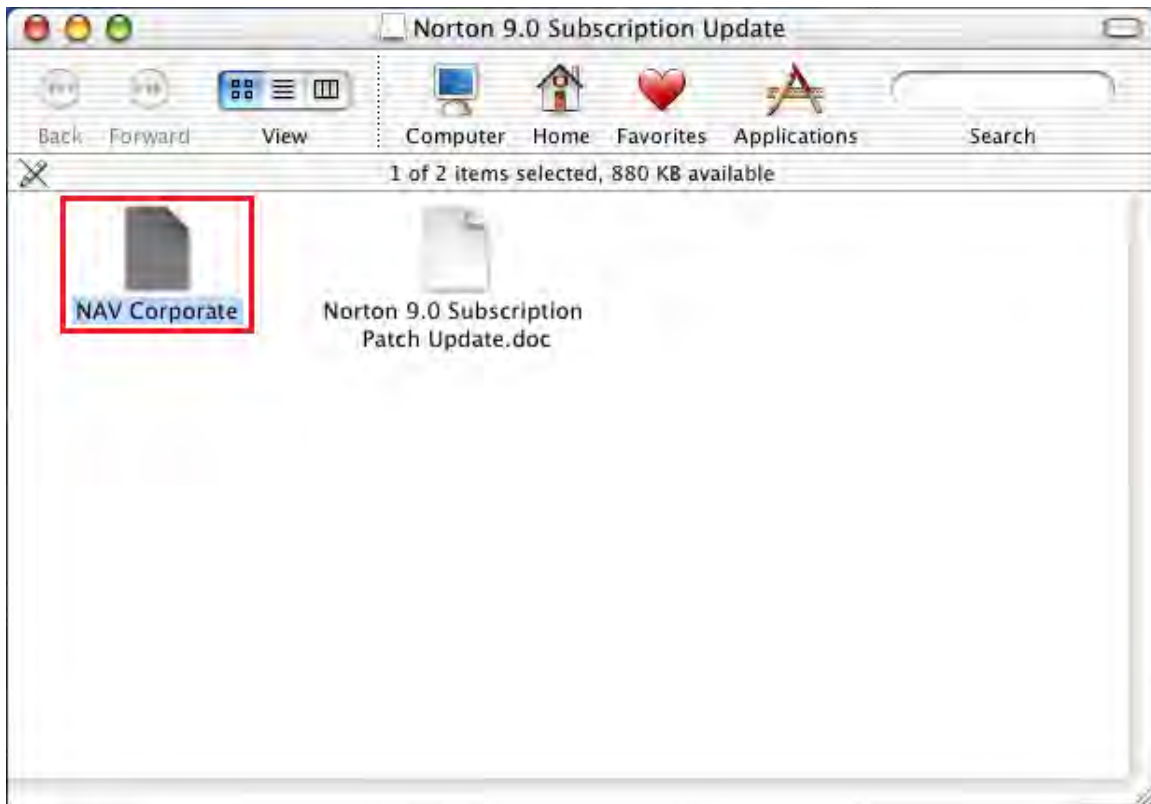 Norton 9.0 Subscription Update
Back Forward View Computer Home Favorites Applications Search
1 of 2 items selected, 880 KB available
NAV Corporate
Norton 9.0 Subscription
Patch Update.doc